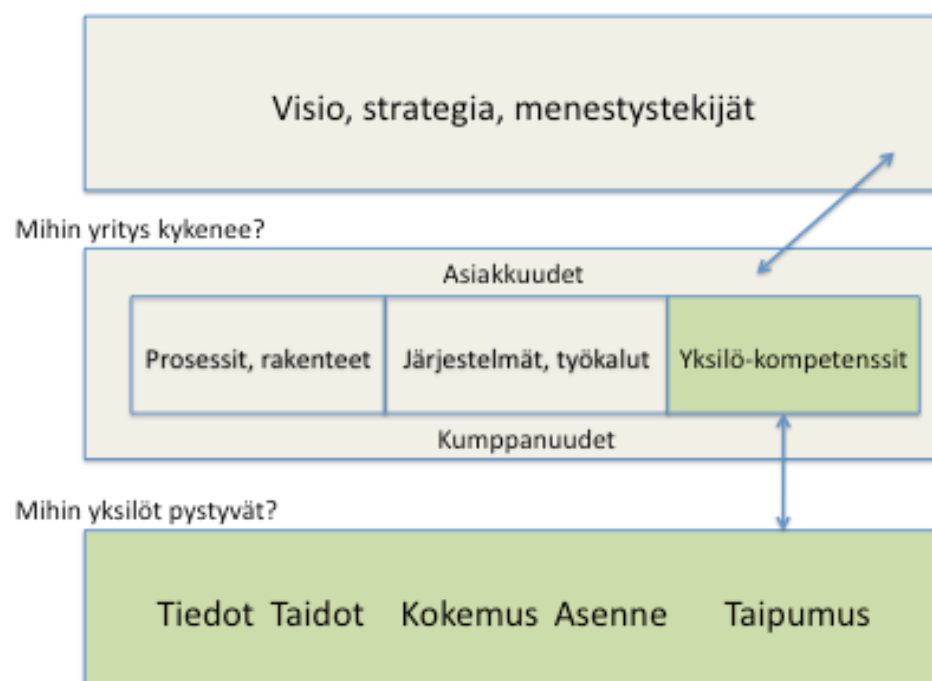 Visio, strategia, menestystekijät
Mihin yritys kykenee?
Asiakkuudet
Prosessit, rakenteet
Järjestelmät, työkalut
Yksilö-kompetenssit
Kumppanuudet
Mihin yksilöt pystyvät?
Tiedot Taidot Kokemus Asenne Taipumus